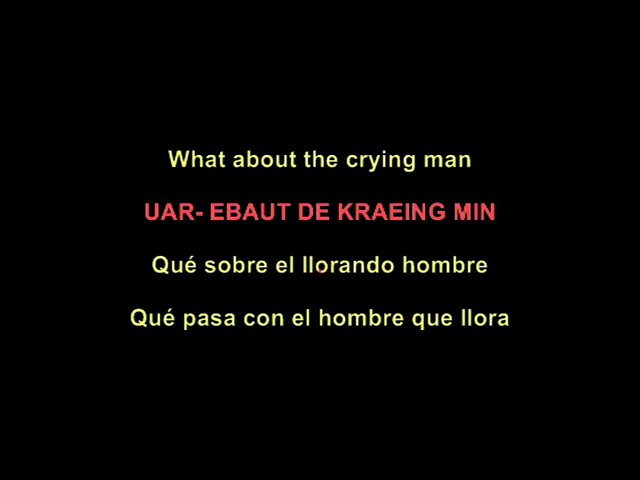 What about the crying man
UAR- EBAUT DE KRAEING MIN
Qué sobre el llorando hombre
Qué pasa con el hombre que llora